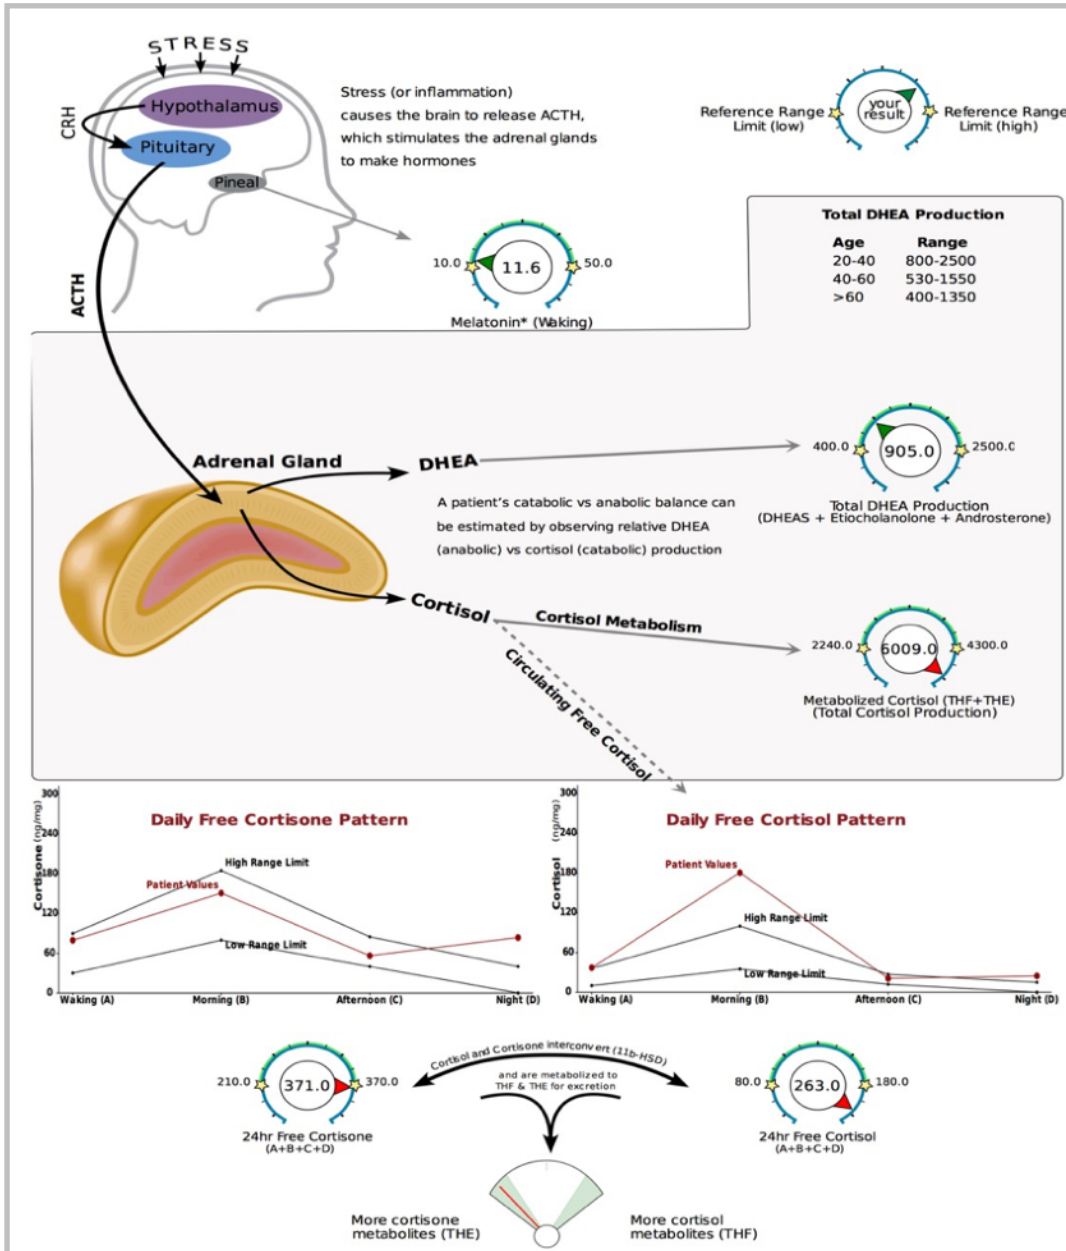 STRESS
Hypothalamus
CRH
Pituitary
Pineal
ACTH
Stress (or inflammation)
causes the brain to release ACTH,
which stimulates the adrenal glands
to make hormones
Reference Range
Limit (low)
your
result
Reference Range
Limit (high)
10.0
11.6
50.0
Melatonin* (Waking)
Total DHEA Production
Age Range
20-40 800-2500
40-60 530-1550
>60 400-1350
Adrenal Gland
DHEA
400.0
905.0
2500.0
Total DHEA Production
(DHEAS + Etiocholanolone + Androsterone)
A patient's catabolic vs anabolic balance can
be estimated by observing relative DHEA
(anabolic) vs cortisol (catabolic) production
Cortisol
Cortisol Metabolism
2240.0
6009.0
4300.0
Metabolized Cortisol (THF+THE)
(Total Cortisol Production)
Circulating Free Cortisol
Daily Free Cortisone Pattern
Cortisone (ng/mg)
300
240
180
120
60
0
High Range Limit
Patient Values
Low Range Limit
Waking (A)
Morning (B)
Afternoon (C)
Night (D)
Daily Free Cortisol Pattern
Cortisol (ng/mg)
300
240
180
120
60
0
Patient Values
High Range Limit
Low Range Limit
Waking (A)
Morning (B)
Afternoon (C)
Night (D)
210.0
371.0
370.0
24hr Free Cortisone
(A+B+C+D)
Cortisol and Cortisone interconvert (11b-HSD)
and are metabolized to
THF & THE for excretion
80.0
263.0
180.0
24hr Free Cortisol
(A+B+C+D)
More cortisone
metabolites (THE)
More cortisol
metabolites (THF)